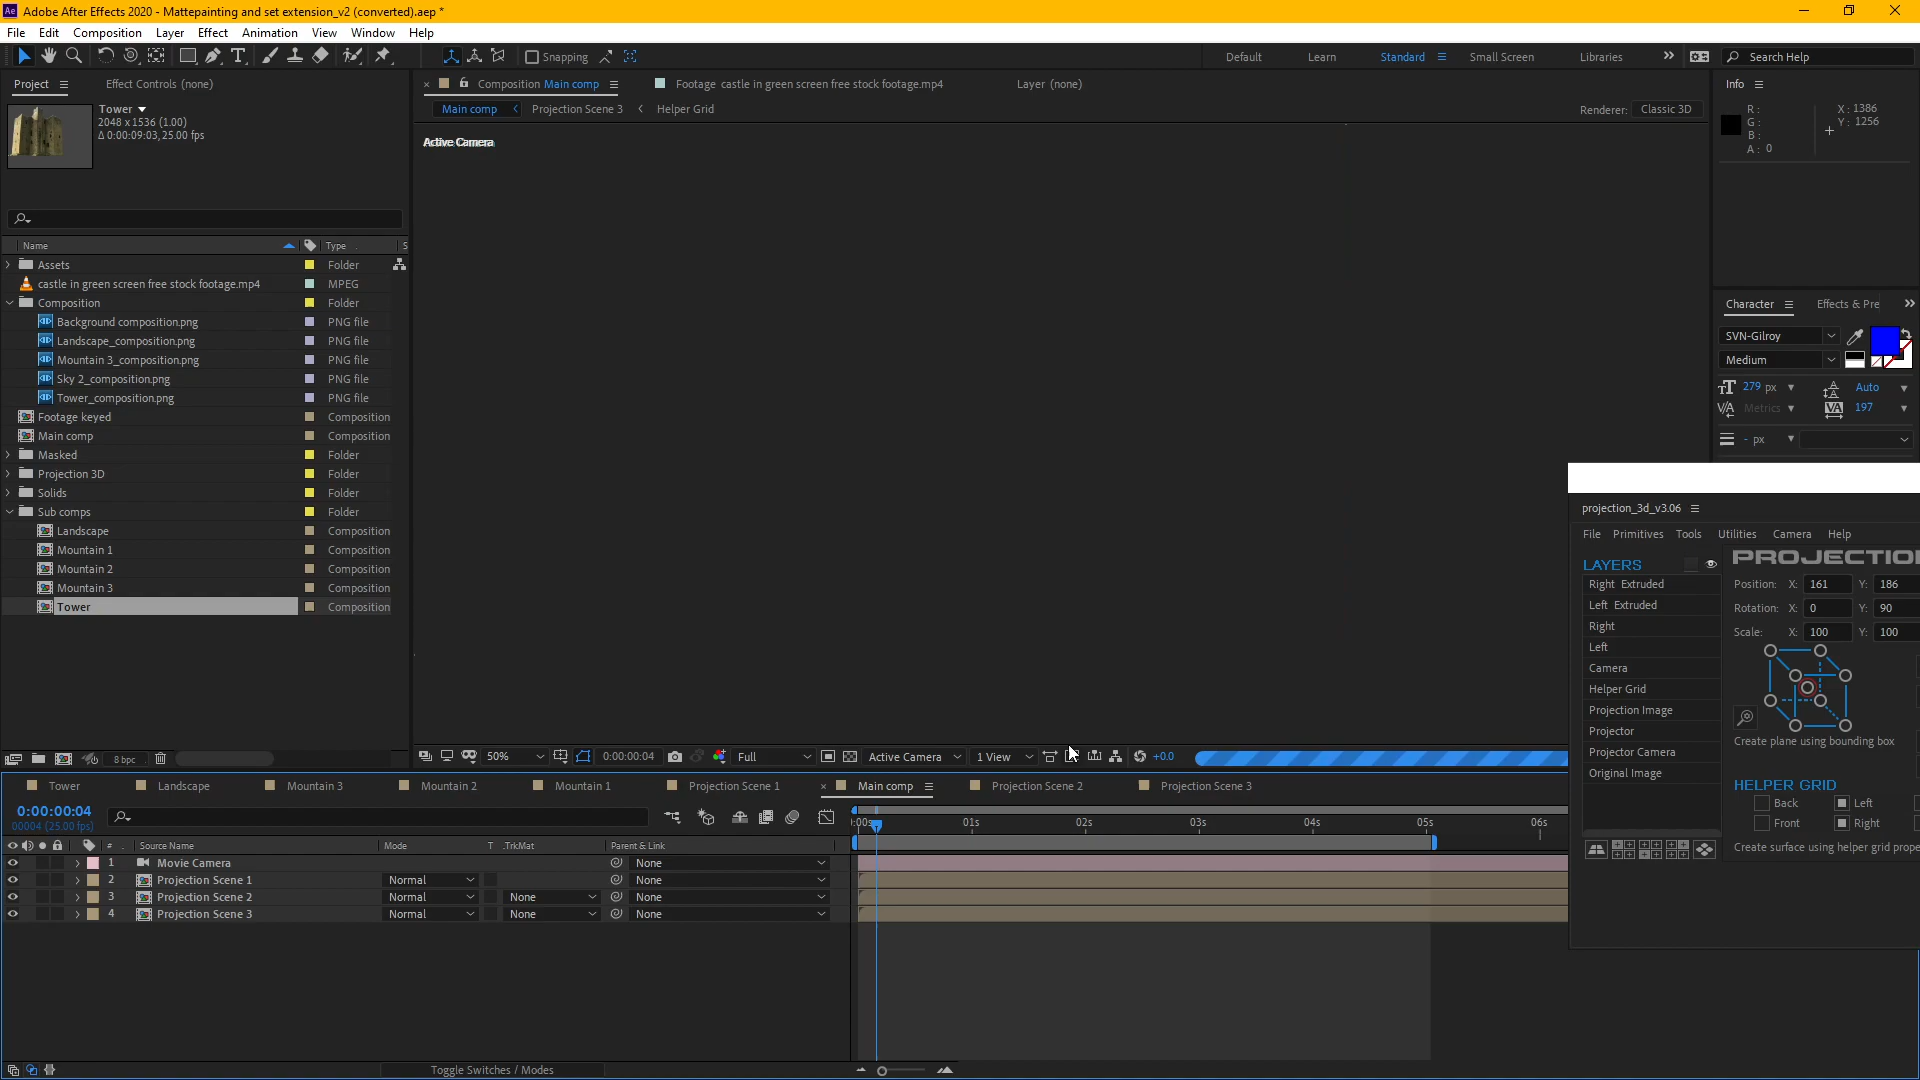 Adobe After Effects 2020 - Mattepainting and set extension_v2 (converted).aep *
File Edit Composition Layer Effect Animation View Window Help
Snapping Default Learn Standard Small Screen Libraries Search Help
Project Effect Controls (none)
Tower
2048 x 1536 (1.00)
Δ 0:00:09:03, 25.00 fps
Name Type S
Assets Folder
castle in green screen free stock footage.mp4 MPEG
Composition Folder
Background composition.png PNG file
Landscape_composition.png PNG file
Mountain 3_composition.png PNG file
Sky 2_composition.png PNG file
Tower_composition.png PNG file
Footage keyed Composition
Main comp Composition
Masked Folder
Projection 3D Folder
Solids Folder
Sub comps Folder
Landscape Composition
Mountain 1 Composition
Mountain 2 Composition
Mountain 3 Composition
Tower Composition
8 bpc
Composition Main comp Footage castle in green screen free stock footage.mp4 Layer (none)
Main comp Projection Scene 3 Helper Grid
Renderer: Classic 3D
Active Camera
50% 0:00:00:04 Full Active Camera 1 View +0.0
Info
R: X: 1386
G: Y: 1256
B:
A: 0
Character Effects & Pre
SVN-Gilroy
Medium
279 px Auto
Metrics 197
- px
projection_3d_v3.06
File Primitives Tools Utilities Camera Help
LAYERS
Right Extruded
Left Extruded
Right
Left
Camera
Helper Grid
Projection Image
Projector
Projector Camera
Original Image
PROJECTION
Position: X: 161 Y: 186
Rotation: X: 0 Y: 90
Scale: X: 100 Y: 100
Create plane using bounding box
HELPER GRID
Back Left
Front Right
Create surface using helper grid prope
Tower Landscape Mountain 3 Mountain 2 Mountain 1 Projection Scene 1 Main comp Projection Scene 2 Projection Scene 3
0:00:00:04
00004 (25.00 fps)
:00s 01s 02s 03s 04s 05s 06s
# Source Name Mode T .TrkMat Parent & Link
1 Movie Camera None
2 Projection Scene 1 Normal None
3 Projection Scene 2 Normal None None
4 Projection Scene 3 Normal None None
Toggle Switches / Modes